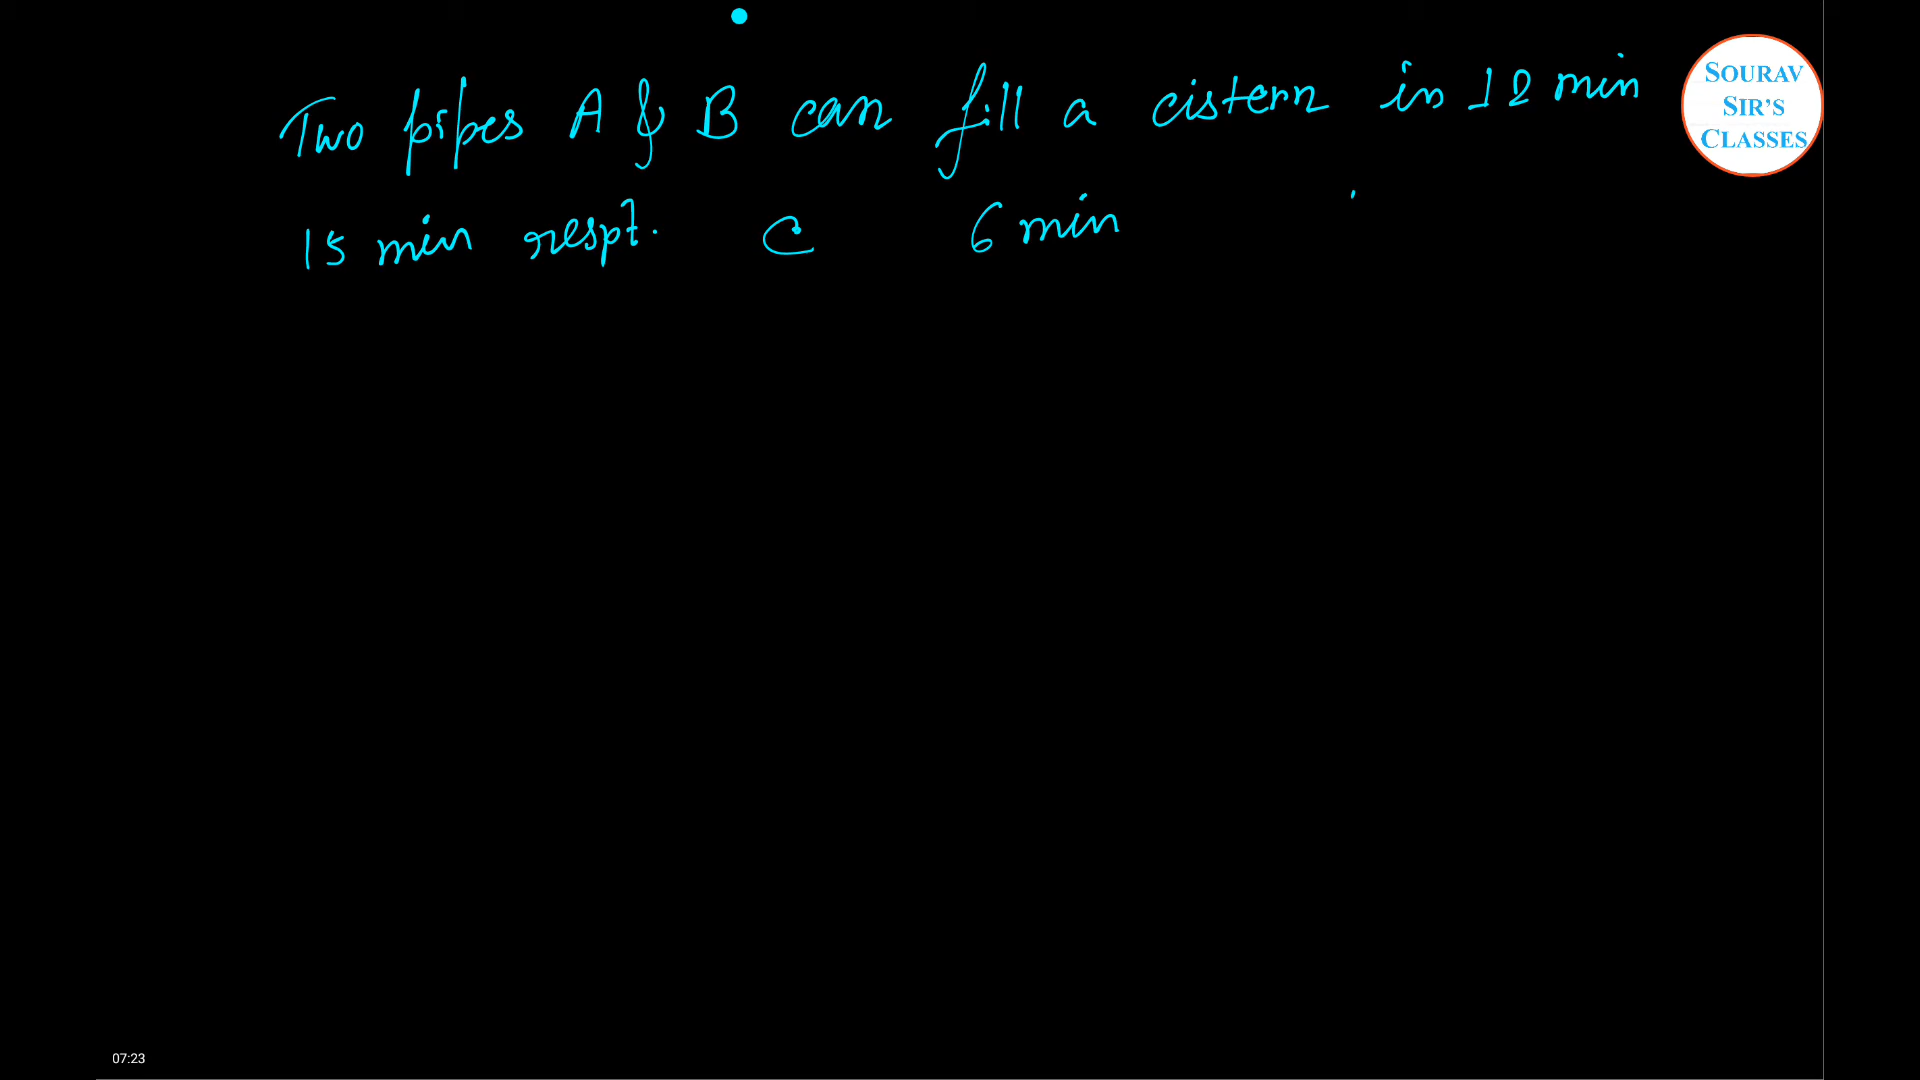 Two pipes A & B can fill a cistern in 12 min
15 min respt. C 6 min
SOURAV
SIR'S
CLASSES
07:23